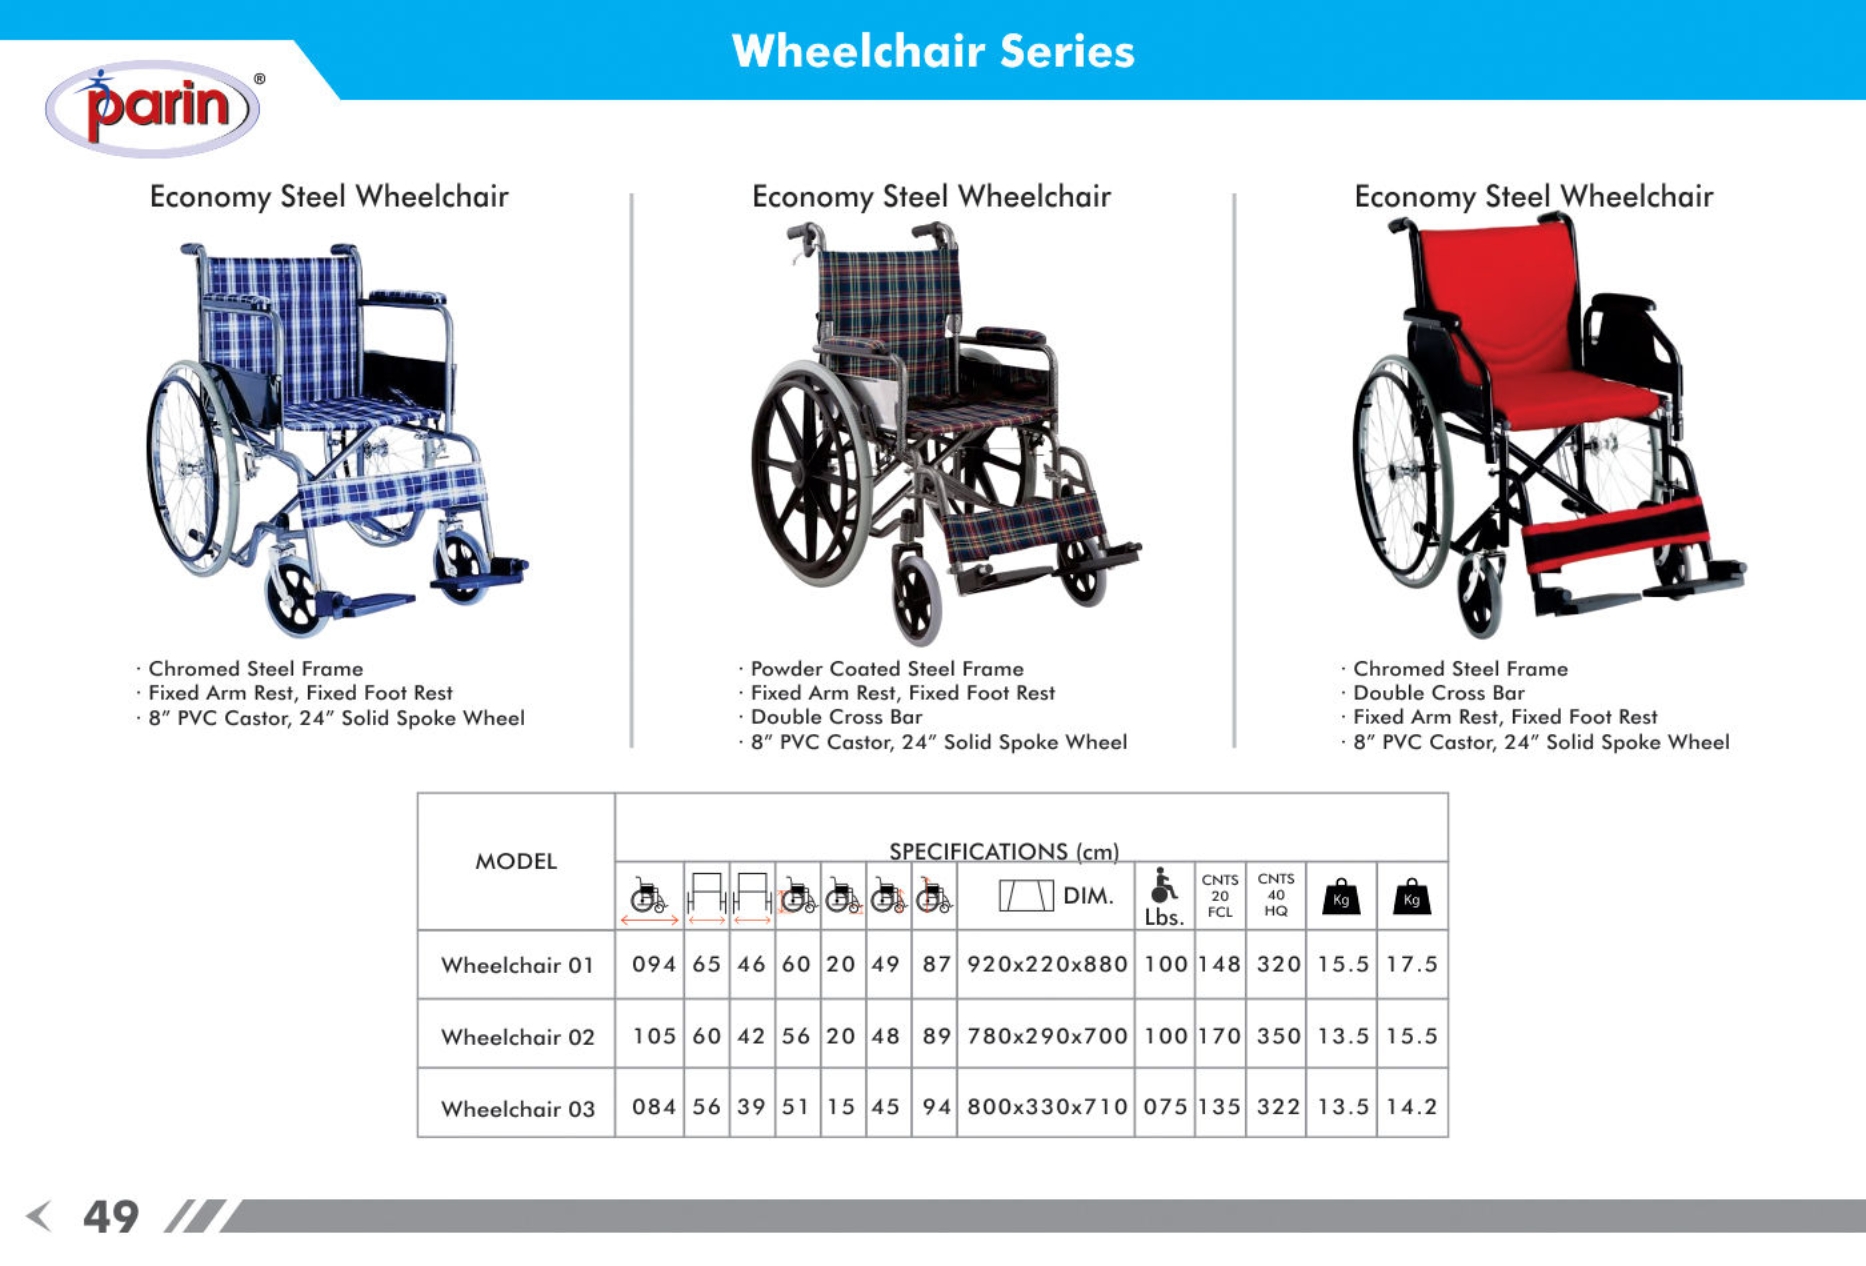 Wheelchair Series
parin ®
Economy Steel Wheelchair
· Chromed Steel Frame
· Fixed Arm Rest, Fixed Foot Rest
· 8” PVC Castor, 24” Solid Spoke Wheel
Economy Steel Wheelchair
· Powder Coated Steel Frame
· Fixed Arm Rest, Fixed Foot Rest
· Double Cross Bar
· 8” PVC Castor, 24” Solid Spoke Wheel
Economy Steel Wheelchair
· Chromed Steel Frame
· Double Cross Bar
· Fixed Arm Rest, Fixed Foot Rest
· 8” PVC Castor, 24” Solid Spoke Wheel
MODEL
SPECIFICATIONS (cm)
DIM. Lbs. CNTS 20 FCL CNTS 40 HQ Kg Kg
Wheelchair 01 094 65 46 60 20 49 87 920x220x880 100 148 320 15.5 17.5
Wheelchair 02 105 60 42 56 20 48 89 780x290x700 100 170 350 13.5 15.5
Wheelchair 03 084 56 39 51 15 45 94 800x330x710 075 135 322 13.5 14.2
49